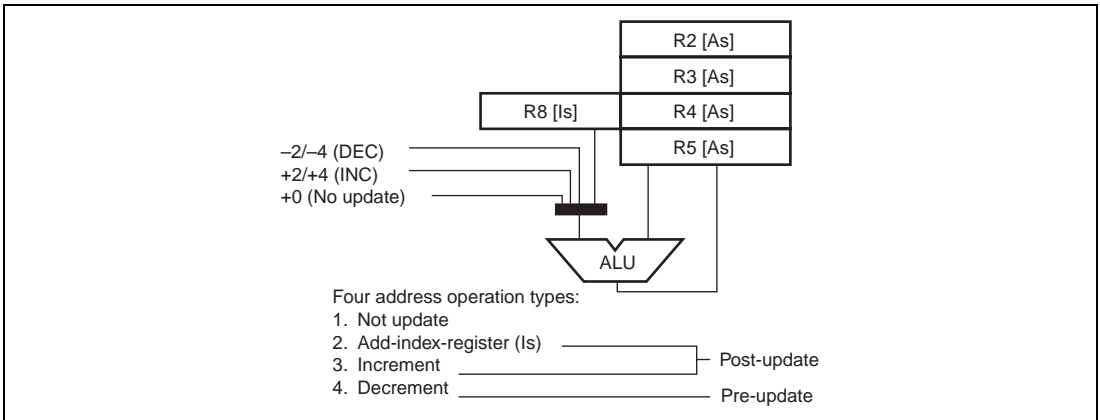 R2 [As]
R3 [As]
R8 [Is]
R4 [As]
R5 [As]
–2/–4 (DEC)
+2/+4 (INC)
+0 (No update)
ALU
Four address operation types:
1. Not update
2. Add-index-register (Is)
3. Increment
Post-update
4. Decrement
Pre-update